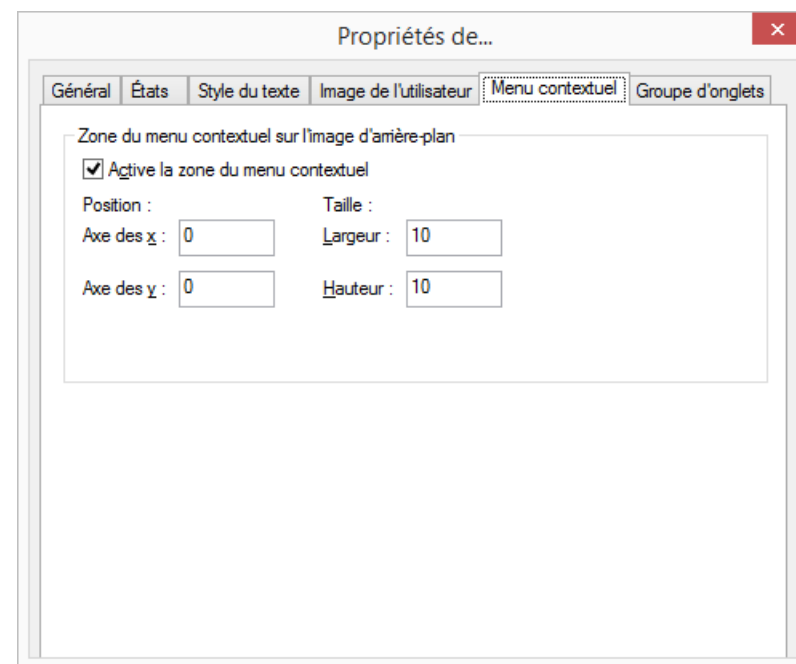 Propriétés de...
Général États Style du texte Image de l'utilisateur Menu contextuel Groupe d'onglets
Zone du menu contextuel sur l'image d'arrière-plan
Active la zone du menu contextuel
Position : Taille :
Axe des x : 0 Largeur : 10
Axe des y : 0 Hauteur : 10